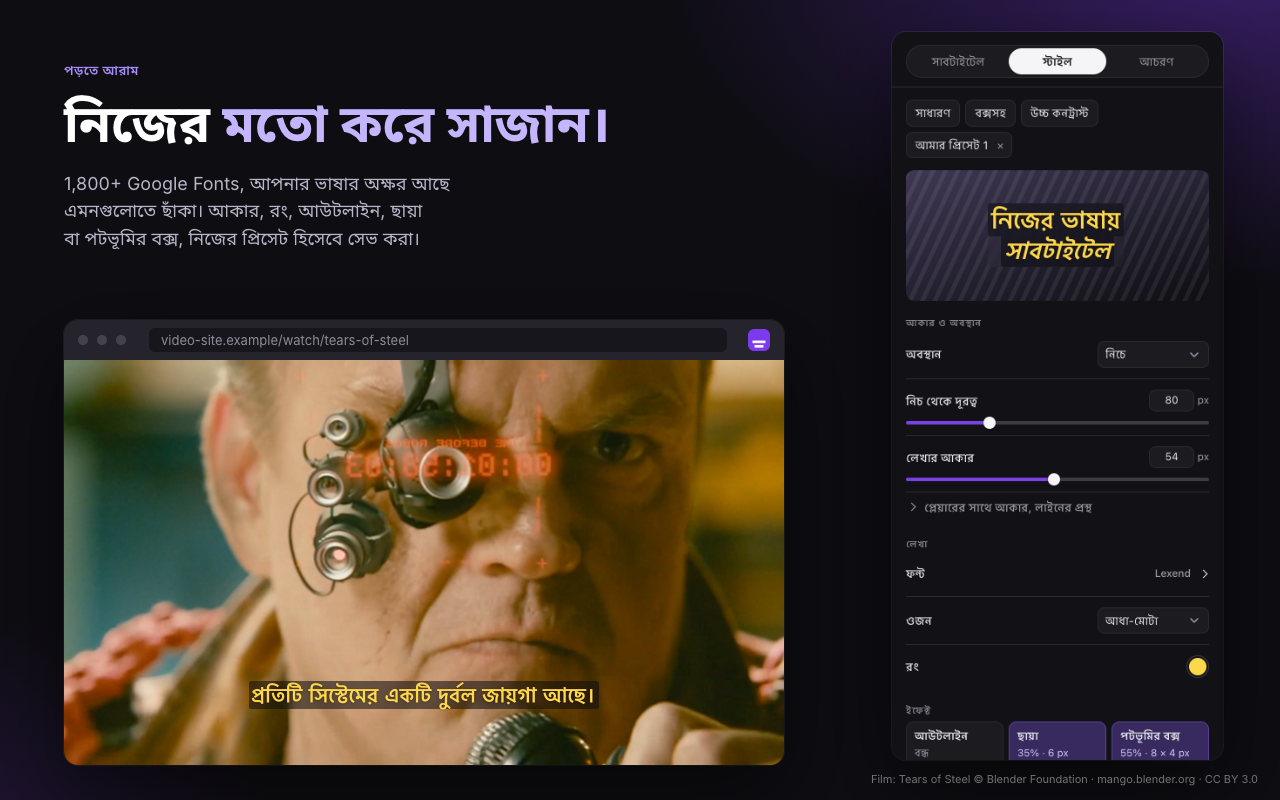 পড়তে আরাম
নিজের মতো করে সাজান।
1,800+ Google Fonts, আপনার ভাষার অক্ষর আছে
এমনগুলোতে ছাঁকা। আকার, রং, আউটলাইন, ছায়া
বা পটভূমির বক্স, নিজের প্রিসেট হিসেবে সেভ করা।
video-site.example/watch/tears-of-steel
প্রতিটি সিস্টেমের একটি দুর্বল জায়গা আছে।
সাবটাইটেল স্টাইল আচরণ
সাধারণ বক্সসহ উচ্চ কনট্রাস্ট
আমার প্রিসেট 1 ×
নিজের ভাষায়
সাবটাইটেল
আকার ও অবস্থান
অবস্থান নিচে
নিচ থেকে দূরত্ব 80 px
লেখার আকার 54 px
প্লেয়ারের সাথে আকার, লাইনের প্রস্থ
লেখা
ফন্ট Lexend
ওজন আধা-মোটা
রং
ইফেক্ট
আউটলাইন ছায়া পটভূমির বক্স
বন্ধ 35% · 6 px 55% · 8 × 4 px
Film: Tears of Steel © Blender Foundation · mango.blender.org · CC BY 3.0